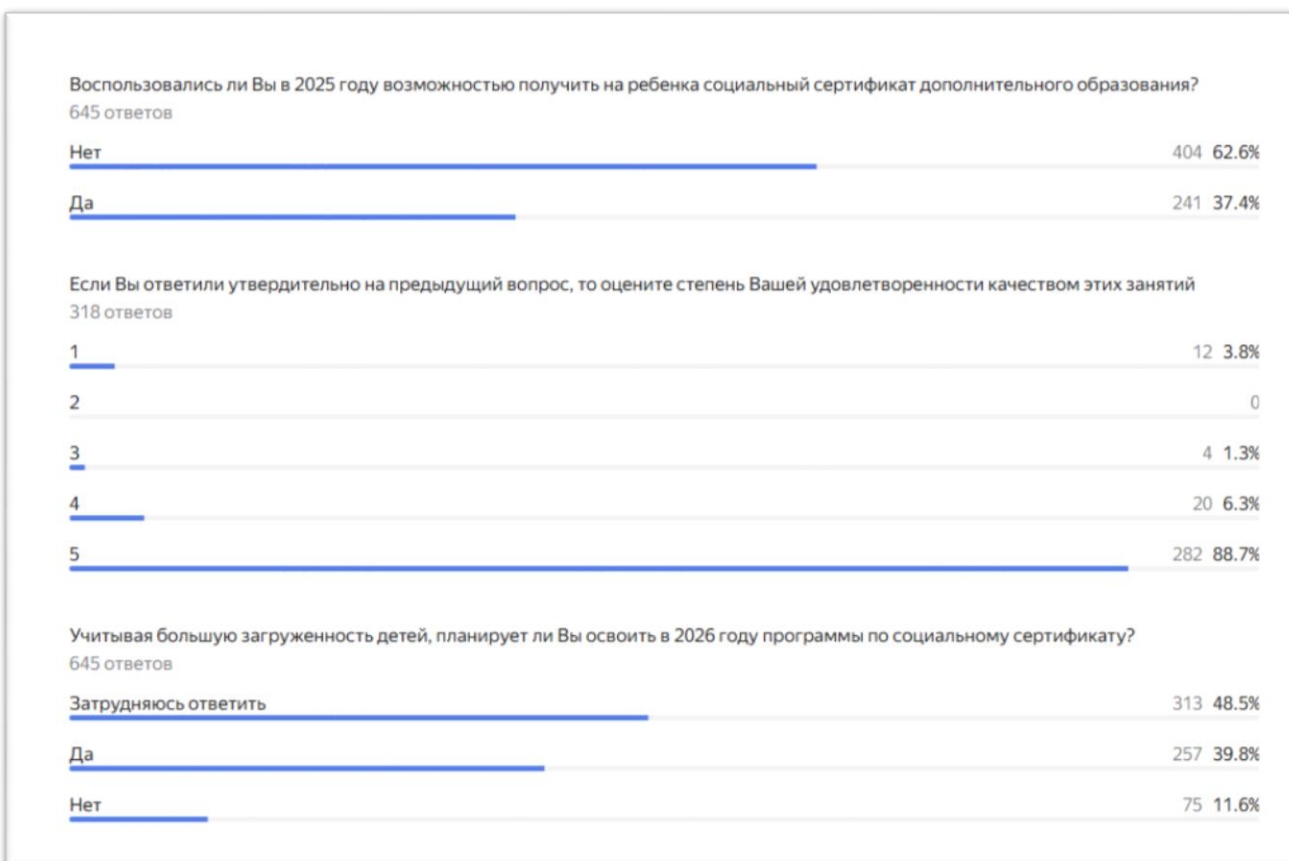 Воспользовались ли Вы в 2025 году возможностью получить на ребенка социальный сертификат дополнительного образования?
645 ответов
Нет 404 62.6%
Да 241 37.4%
Если Вы ответили утвердительно на предыдущий вопрос, то оцените степень Вашей удовлетворенности качеством этих занятий
318 ответов
1 12 3.8%
2 0
3 4 1.3%
4 20 6.3%
5 282 88.7%
Учитывая большую загруженность детей, планирует ли Вы освоить в 2026 году программы по социальному сертификату?
645 ответов
Затрудняюсь ответить 313 48.5%
Да 257 39.8%
Нет 75 11.6%